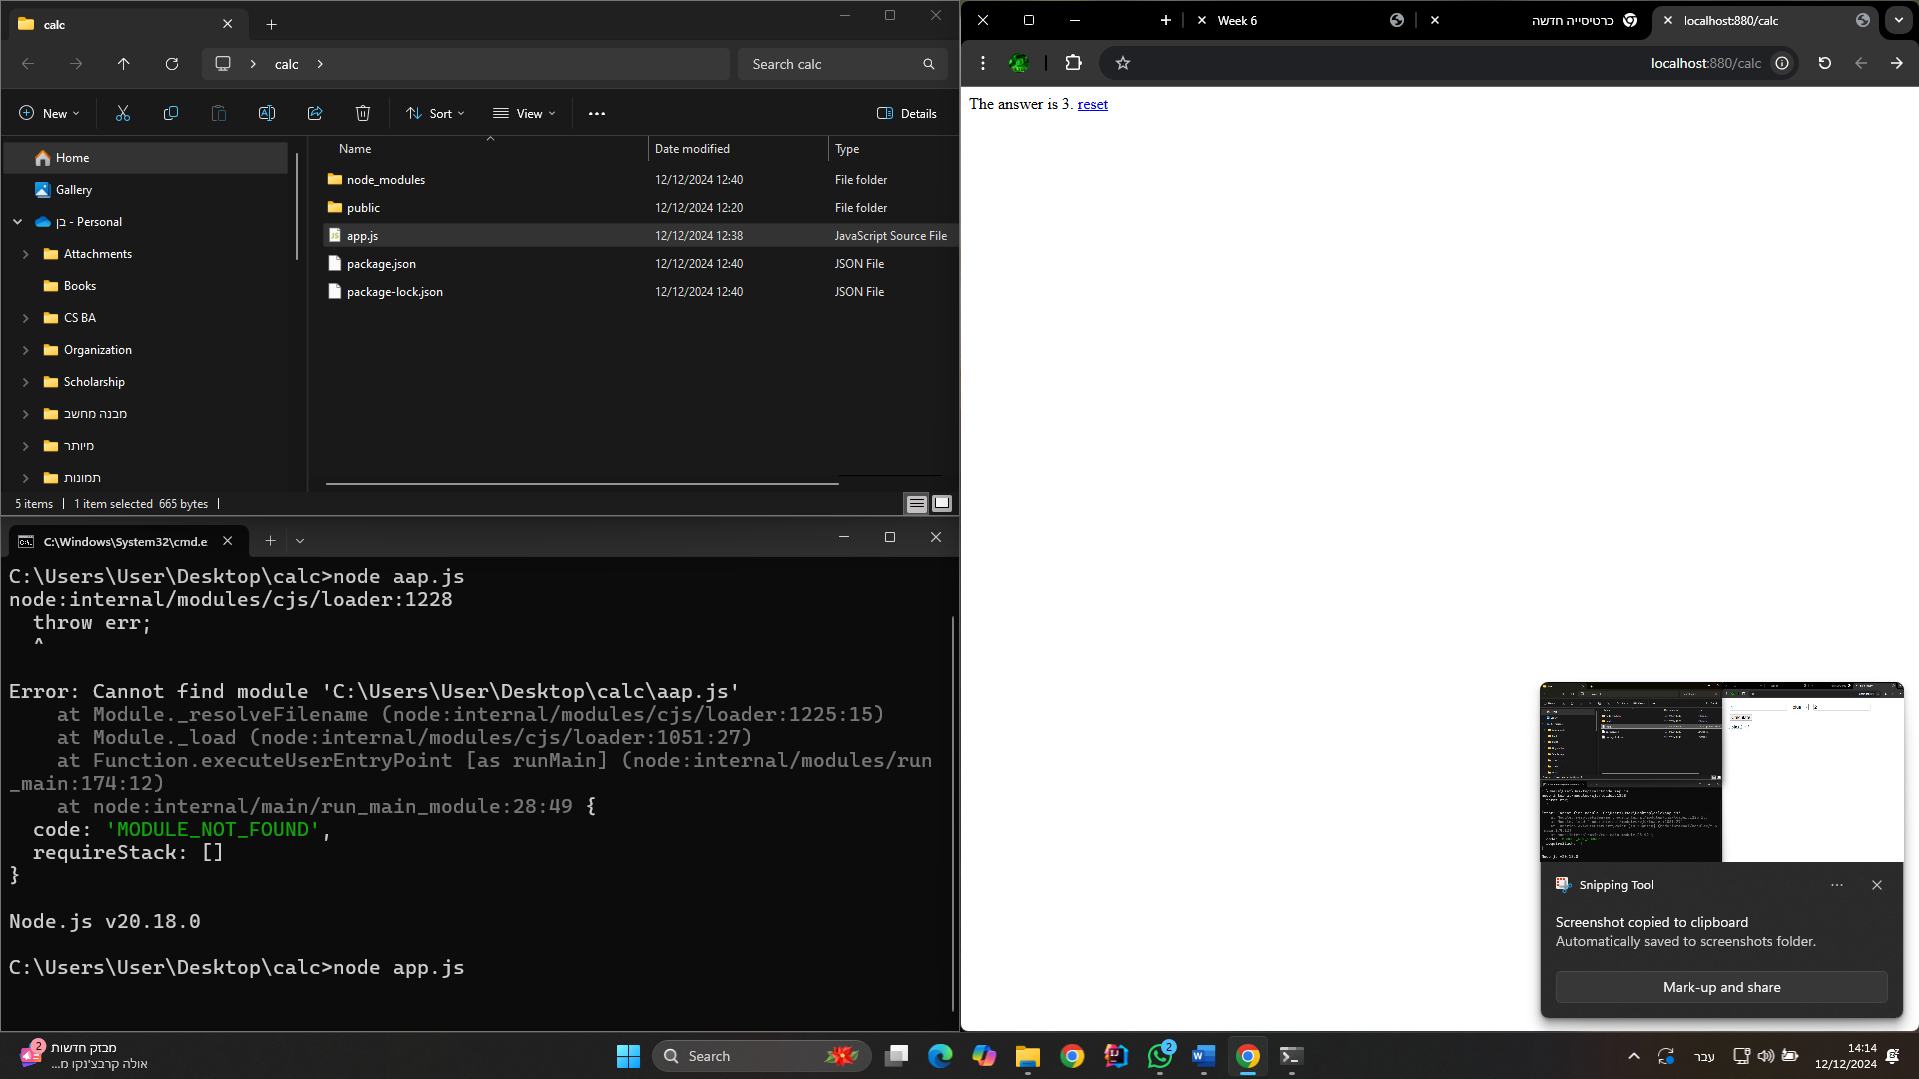 calc
calc
Search calc
New
Sort
View
Details
Name
Date modified
Type
Home
Gallery
בן - Personal
Attachments
Books
CS BA
Organization
Scholarship
מבנה מחשב
מיותר
תמונות
node_modules 12/12/2024 12:40 File folder
public 12/12/2024 12:20 File folder
app.js 12/12/2024 12:38 JavaScript Source File
package.json 12/12/2024 12:40 JSON File
package-lock.json 12/12/2024 12:40 JSON File
5 items 1 item selected 665 bytes
C:\Windows\System32\cmd.e
C:\Users\User\Desktop\calc>node aap.js
node:internal/modules/cjs/loader:1228
throw err;
^
Error: Cannot find module 'C:\Users\User\Desktop\calc\aap.js'
at Module._resolveFilename (node:internal/modules/cjs/loader:1225:15)
at Module._load (node:internal/modules/cjs/loader:1051:27)
at Function.executeUserEntryPoint [as runMain] (node:internal/modules/run
_main:174:12)
at node:internal/main/run_main_module:28:49 {
code: 'MODULE_NOT_FOUND',
requireStack: []
}
Node.js v20.18.0
C:\Users\User\Desktop\calc>node app.js
Week 6
כרטיסייה חדשה
localhost:880/calc
localhost:880/calc
The answer is 3. reset
Snipping Tool
Screenshot copied to clipboard
Automatically saved to screenshots folder.
Mark-up and share
2
מבזק חדשות
אולה קרבצ'נקו מ...
Search
2
עבר
14:14
12/12/2024